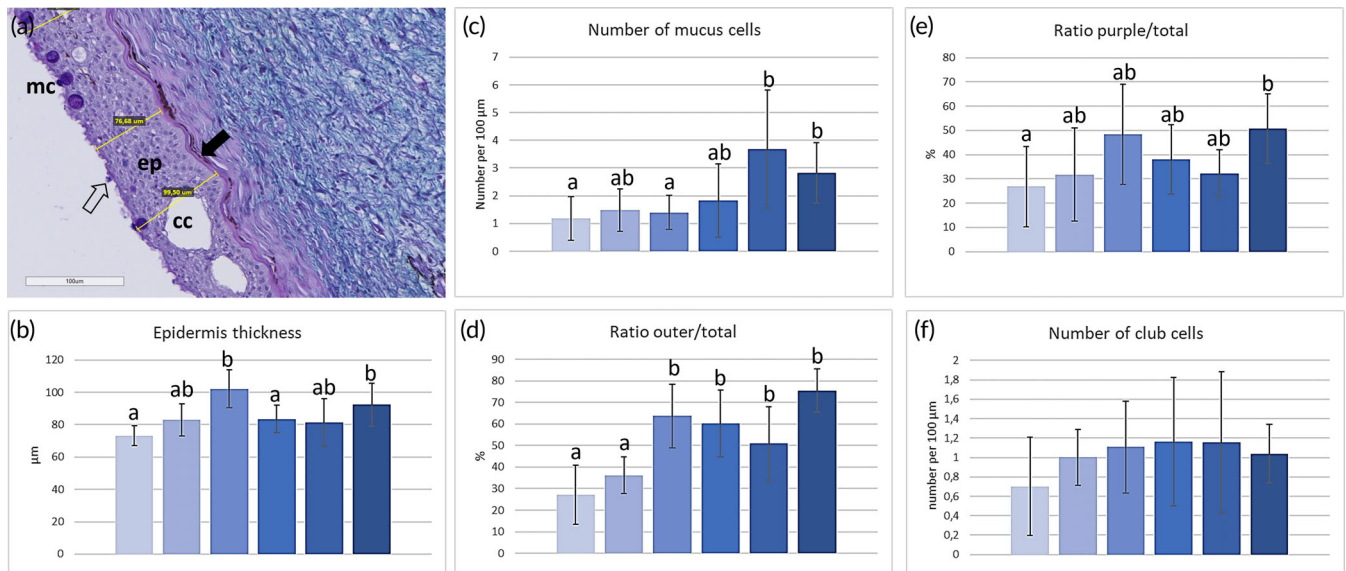 (a)
mc
76,68 um
ep
99,50 um
cc
100um
(b)
Epidermis thickness
μm
120
100
80
60
40
20
0
a
ab
b
a
ab
b
(c)
Number of mucus cells
Number per 100 μm
7
6
5
4
3
2
1
0
a
ab
a
ab
b
b
(d)
Ratio outer/total
%
90
80
70
60
50
40
30
20
10
0
a
a
b
b
b
b
(e)
Ratio purple/total
%
80
70
60
50
40
30
20
10
0
a
ab
ab
ab
ab
b
(f)
Number of club cells
number per 100 μm
2
1,8
1,6
1,4
1,2
1
0,8
0,6
0,4
0,2
0